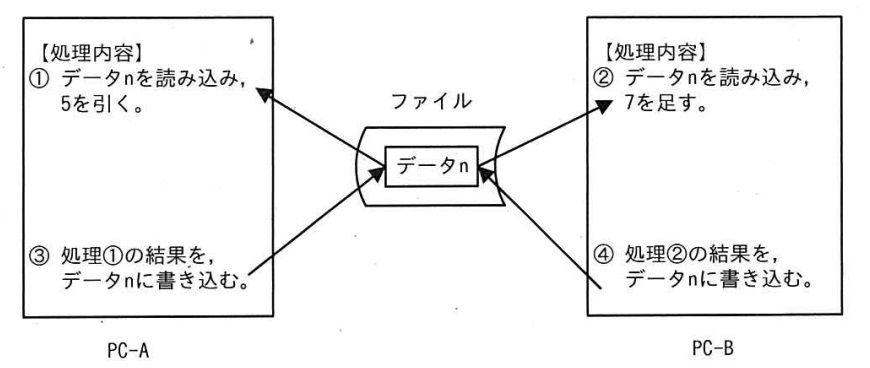 【処理内容】
① データnを読み込み，
5を引く。
③ 処理①の結果を，
データnに書き込む。
PC-A
ファイル
データn
【処理内容】
② データnを読み込み，
7を足す。
④ 処理②の結果を，
データnに書き込む。
PC-B